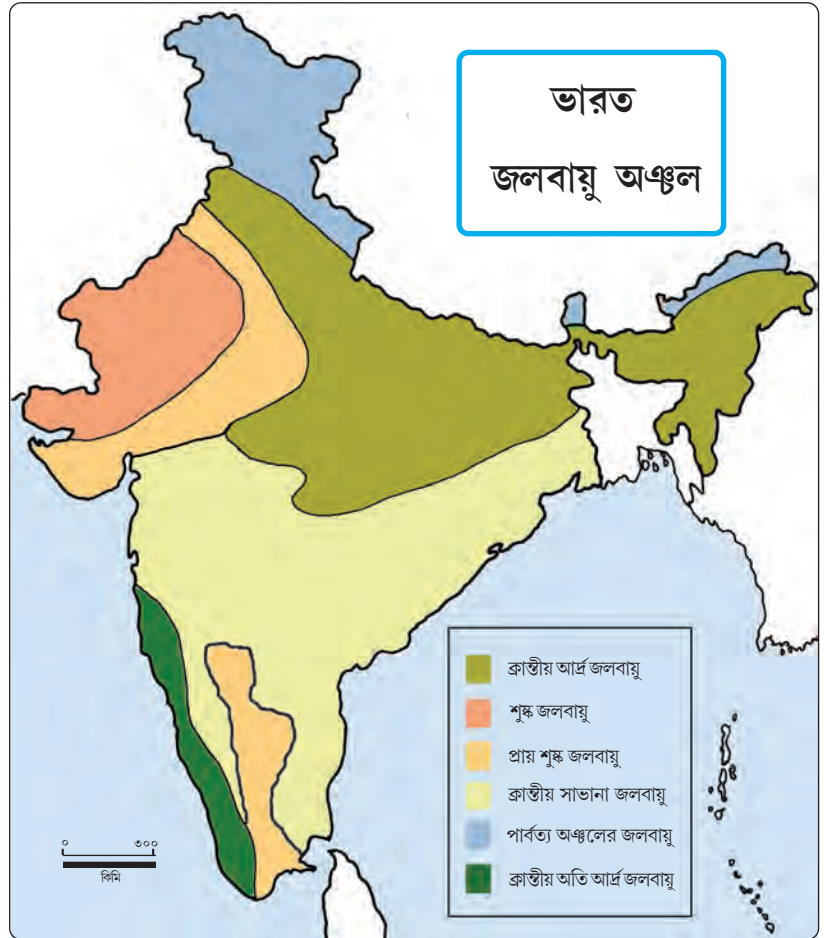 ভারত
জলবায়ু অঞ্চল
ক্রান্তীয় আর্দ্র জলবায়ু
শুষ্ক জলবায়ু
প্রায় শুষ্ক জলবায়ু
ক্রান্তীয় সাভানা জলবায়ু
পার্বত্য অঞ্চলের জলবায়ু
ক্রান্তীয় অতি আর্দ্র জলবায়ু
০ ৩০০
কিমি